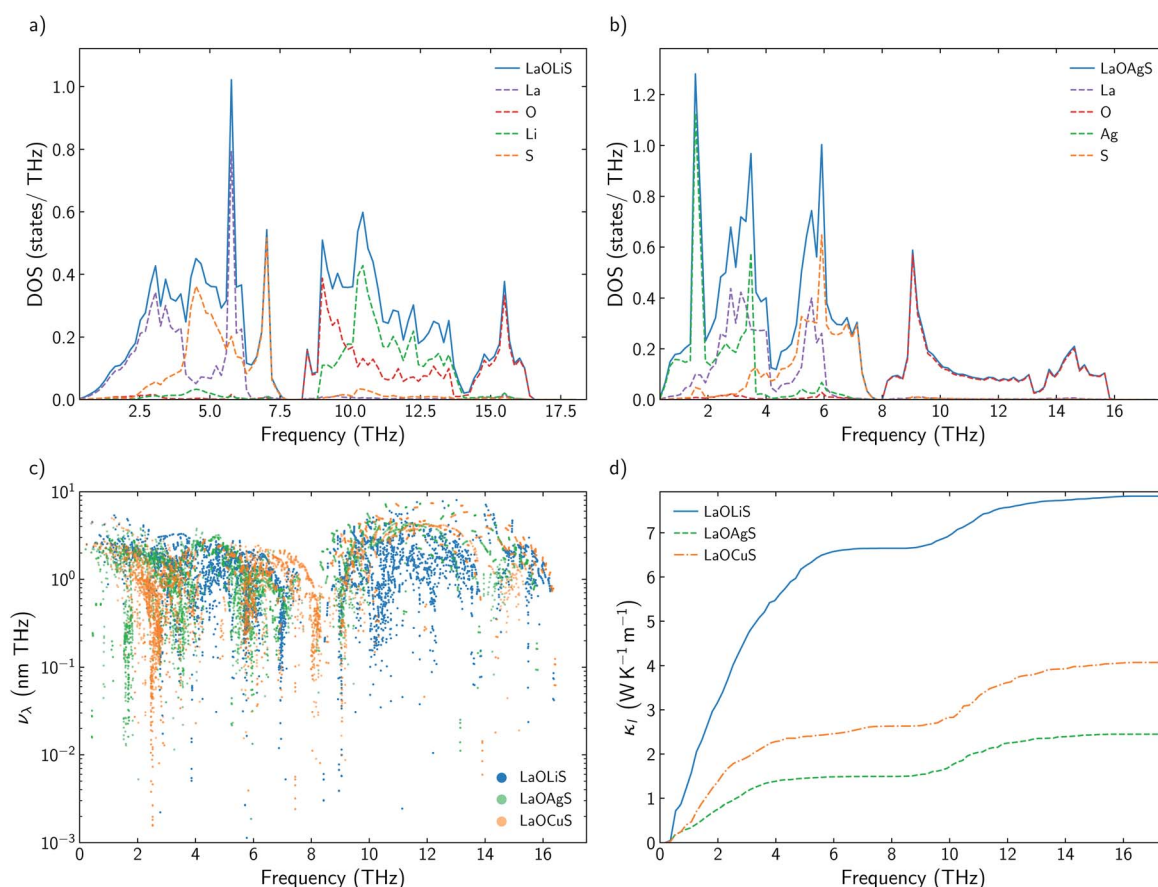 a)
DOS (states/ THz)
1.0
0.8
0.6
0.4
0.2
0.0
2.5 5.0 7.5 10.0 12.5 15.0 17.5
Frequency (THz)
LaOLiS
La
O
Li
S
b)
DOS (states/ THz)
1.2
1.0
0.8
0.6
0.4
0.2
0.0
2 4 6 8 10 12 14 16
Frequency (THz)
LaOAgS
La
O
Ag
S
c)
νλ (nm THz)
10¹
10⁰
10⁻¹
10⁻²
10⁻³
0 2 4 6 8 10 12 14 16
Frequency (THz)
LaOLiS
LaOAgS
LaOCuS
d)
κl (W K⁻¹ m⁻¹)
7
6
5
4
3
2
1
0
0 2 4 6 8 10 12 14 16
Frequency (THz)
LaOLiS
LaOAgS
LaOCuS